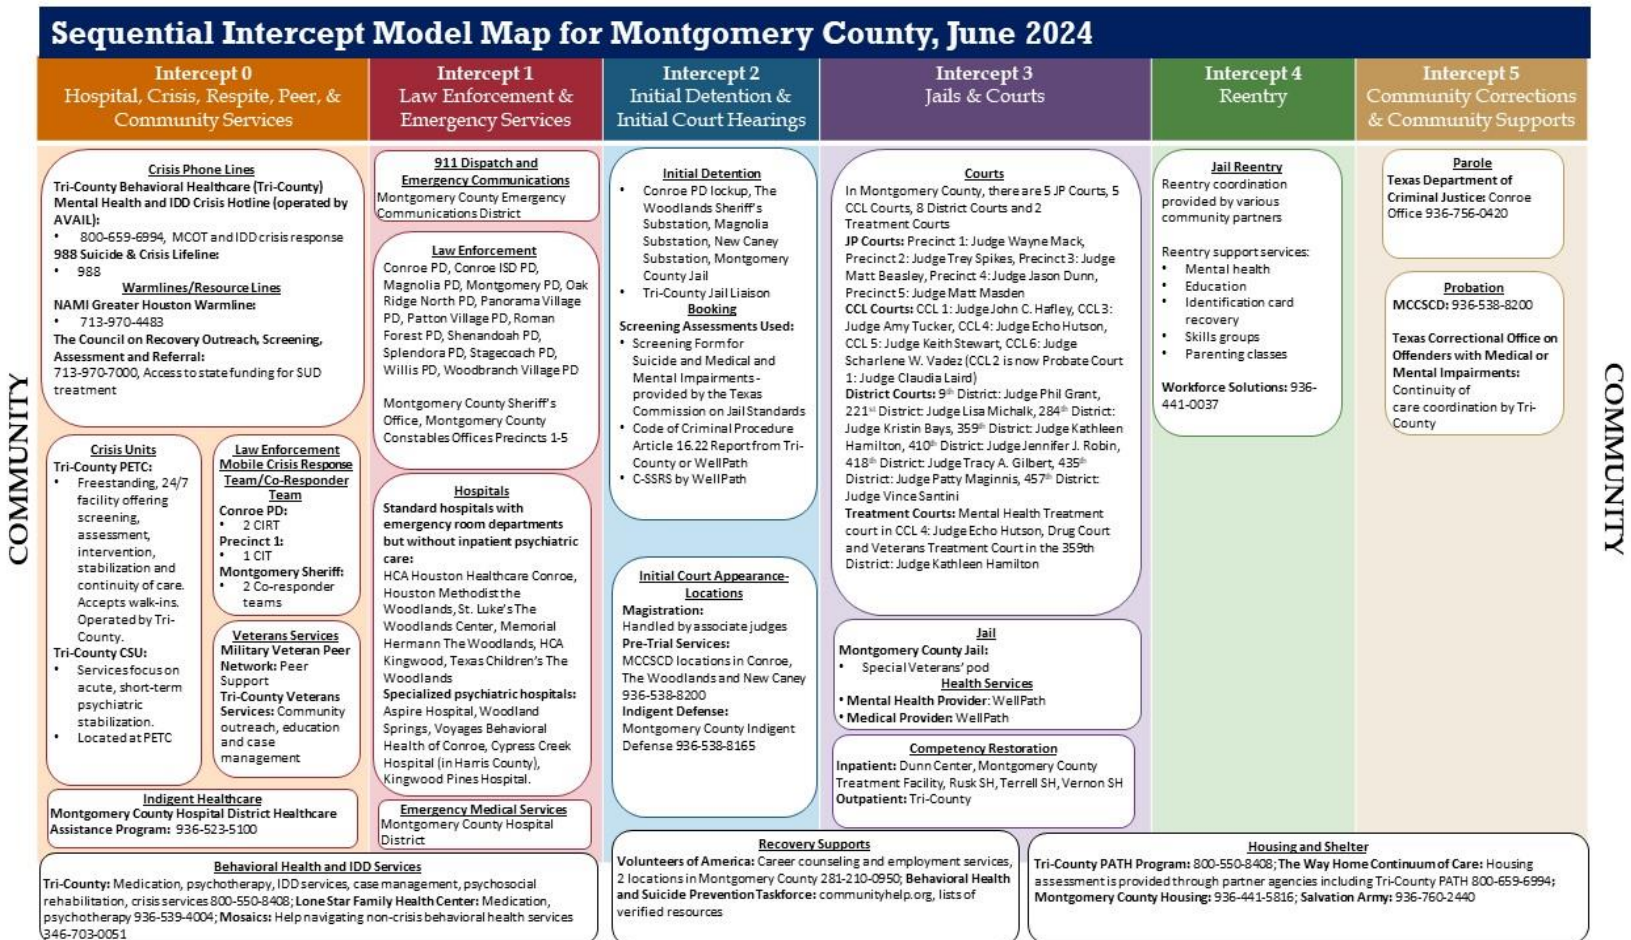 Sequential Intercept Model Map for Montgomery County, June 2024
Intercept 0
Hospital, Crisis, Respite, Peer, &
Community Services
Intercept 1
Law Enforcement &
Emergency Services
Intercept 2
Initial Detention &
Initial Court Hearings
Intercept 3
Jails & Courts
Intercept 4
Reentry
Intercept 5
Community Corrections
& Community Supports
COMMUNITY
Crisis Phone Lines
Tri-County Behavioral Healthcare (Tri-County)
Mental Health and IDD Crisis Hotline (operated by
AVAIL):
• 800-659-6994, MCOT and IDD crisis response
988 Suicide & Crisis Lifeline:
• 988
Warmlines/Resource Lines
NAMI Greater Houston Warmline:
• 713-970-4483
The Council on Recovery Outreach, Screening,
Assessment and Referral:
713-970-7000, Access to state funding for SUD
treatment
Crisis Units
Tri-County PETC:
• Freestanding, 24/7
facility offering
screening,
assessment,
intervention,
stabilization and
continuity of care.
Accepts walk-ins.
Operated by Tri-
County.
Tri-County CSU:
• Services focus on
acute, short-term
psychiatric
stabilization.
• Located at PETC
Law Enforcement
Mobile Crisis Response
Team/Co-Responder
Team
Conroe PD:
• 2 CIRT
Precinct 1:
• 1 CIT
Montgomery Sheriff:
• 2 Co-responder
teams
Veterans Services
Military Veteran Peer
Network: Peer
Support
Tri-County Veterans
Services: Community
outreach, education
and case
management
Indigent Healthcare
Montgomery County Hospital District Healthcare
Assistance Program: 936-523-5100
911 Dispatch and
Emergency Communications
Montgomery County Emergency
Communications District
Law Enforcement
Conroe PD, Conroe ISD PD,
Magnolia PD, Montgomery PD, Oak
Ridge North PD, Panorama Village
PD, Patton Village PD, Roman
Forest PD, Shenandoah PD,
Splendora PD, Stagecoach PD,
Willis PD, Woodbranch Village PD
Montgomery County Sheriff's
Office, Montgomery County
Constables Offices Precincts 1-5
Hospitals
Standard hospitals with
emergency room departments
but without inpatient psychiatric
care:
HCA Houston Healthcare Conroe,
Houston Methodist the
Woodlands, St. Luke's The
Woodlands Center, Memorial
Hermann The Woodlands, HCA
Kingwood, Texas Children's The
Woodlands
Specialized psychiatric hospitals:
Aspire Hospital, Woodland
Springs, Voyages Behavioral
Health of Conroe, Cypress Creek
Hospital (in Harris County),
Kingwood Pines Hospital.
Emergency Medical Services
Montgomery County Hospital
District
Behavioral Health and IDD Services
Tri-County: Medication, psychotherapy, IDD services, case management, psychosocial
rehabilitation, crisis services 800-550-8408; Lone Star Family Health Center: Medication,
psychotherapy 936-539-4004; Mosaics: Help navigating non-crisis behavioral health services
346-703-0051
Initial Detention
• Conroe PD lockup, The
Woodlands Sheriff's
Substation, Magnolia
Substation, New Caney
Substation, Montgomery
County Jail
• Tri-County Jail Liaison
Booking
Screening Assessments Used:
• Screening Form for
Suicide and Medical and
Mental Impairments -
provided by the Texas
Commission on Jail Standards
• Code of Criminal Procedure
Article 16.22 Report from Tri-
County or WellPath
• C-SSRS by WellPath
Initial Court Appearance-
Locations
Magistration:
Handled by associate judges
Pre-Trial Services:
MCCSCD locations in Conroe,
The Woodlands and New Caney
936-538-8200
Indigent Defense:
Montgomery County Indigent
Defense 936-538-8165
Courts
In Montgomery County, there are 5 JP Courts, 5
CCL Courts, 8 District Courts and 2
Treatment Courts
JP Courts: Precinct 1: Judge Wayne Mack,
Precinct 2: Judge Trey Spikes, Precinct 3: Judge
Matt Beasley, Precinct 4: Judge Jason Dunn,
Precinct 5: Judge Matt Masden
CCL Courts: CCL 1: Judge John C. Hafley, CCL 3:
Judge Amy Tucker, CCL 4: Judge Echo Hutson,
CCL 5: Judge Keith Stewart, CCL 6: Judge
Scharlene W. Vadez (CCL 2 is now Probate Court
1: Judge Claudia Laird)
District Courts: 9th District: Judge Phil Grant,
221st District: Judge Lisa Michalk, 284th District:
Judge Kristin Bays, 359th District: Judge Kathleen
Hamilton, 410th District: Judge Jennifer J. Robin,
418th District: Judge Tracy A. Gilbert, 435th
District: Judge Patty Maginnis, 457th District:
Judge Vince Santini
Treatment Courts: Mental Health Treatment
court in CCL 4: Judge Echo Hutson, Drug Court
and Veterans Treatment Court in the 359th
District: Judge Kathleen Hamilton
Jail
Montgomery County Jail:
• Special Veterans' pod
Health Services
• Mental Health Provider: WellPath
• Medical Provider: WellPath
Competency Restoration
Inpatient: Dunn Center, Montgomery County
Treatment Facility, Rusk SH, Terrell SH, Vernon SH
Outpatient: Tri-County
Recovery Supports
Volunteers of America: Career counseling and employment services,
2 locations in Montgomery County 281-210-0950; Behavioral Health
and Suicide Prevention Taskforce: communityhelp.org, lists of
verified resources
Jail Reentry
Reentry coordination
provided by various
community partners
Reentry support services:
• Mental health
• Education
• Identification card
recovery
• Skills groups
• Parenting classes
Workforce Solutions: 936-
441-0037
Parole
Texas Department of
Criminal Justice: Conroe
Office 936-756-0420
Probation
MCCSCD: 936-538-8200
Texas Correctional Office on
Offenders with Medical or
Mental Impairments:
Continuity of
care coordination by Tri-
County
Housing and Shelter
Tri-County PATH Program: 800-550-8408; The Way Home Continuum of Care: Housing
assessment is provided through partner agencies including Tri-County PATH 800-659-6994;
Montgomery County Housing: 936-441-5816; Salvation Army: 936-760-2440
COMMUNITY